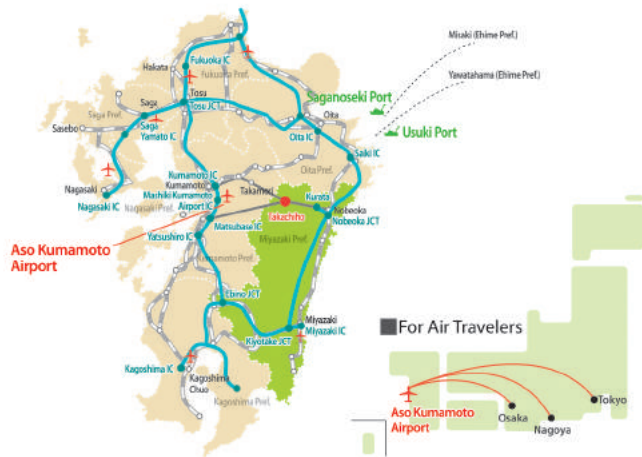 Misaki (Ehime Pref.)
Fukuoka IC
Hakata
Fukuoka Pref.
Yawatahama (Ehime Pref.)
Saganoseki Port
Tosu
Tosu JCT
Saga
Saga Pref.
Oita
Usuki Port
Sasebo
Saga
Yamato IC
Oita IC
Saiki IC
Oita Pref.
Kumamoto IC
Kumamoto
Takamori
Mashiki Kumamoto
Airport IC
Nagasaki
Nagasaki IC
Nagasaki Pref.
Kurata
Takachiho
Nobeoka
Nobeoka JCT
Matsubase IC
Miyazaki Pref.
Aso Kumamoto
Airport
Yatsushiro IC
Kumamoto Pref.
Ebino JCT
Miyazaki
Miyazaki IC
Kiyotake JCT
Kagoshima IC
Kagoshima
Chuo
Kagoshima Pref.
For Air Travelers
Aso Kumamoto
Airport
Osaka
Nagoya
Tokyo